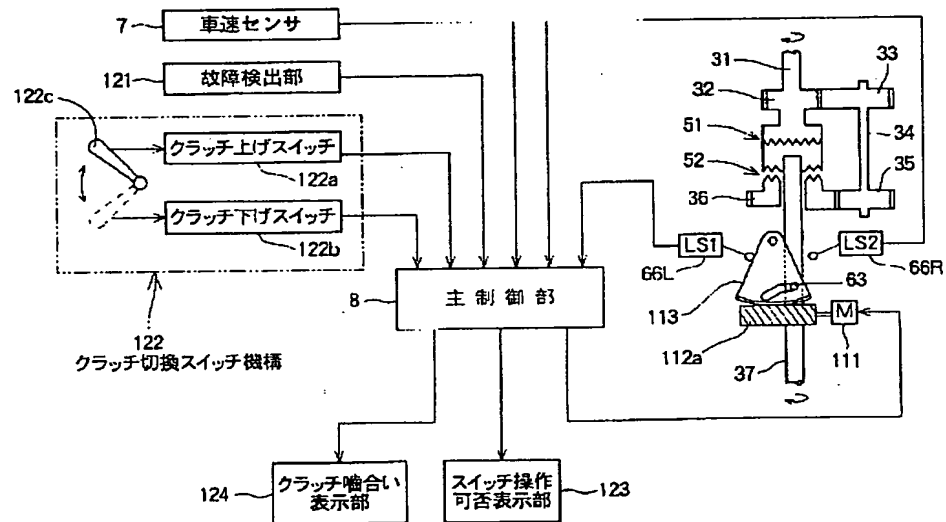 7
車速センサ
121
故障検出部
122c
クラッチ上げスイッチ
122a
クラッチ下げスイッチ
122b
122
クラッチ切換スイッチ機構
8
主制御部
124
クラッチ噛合い
表示部
スイッチ操作
可否表示部
123
31
32
33
34
51
52
35
36
LS1
66L
LS2
66R
63
113
M
111
112a
37